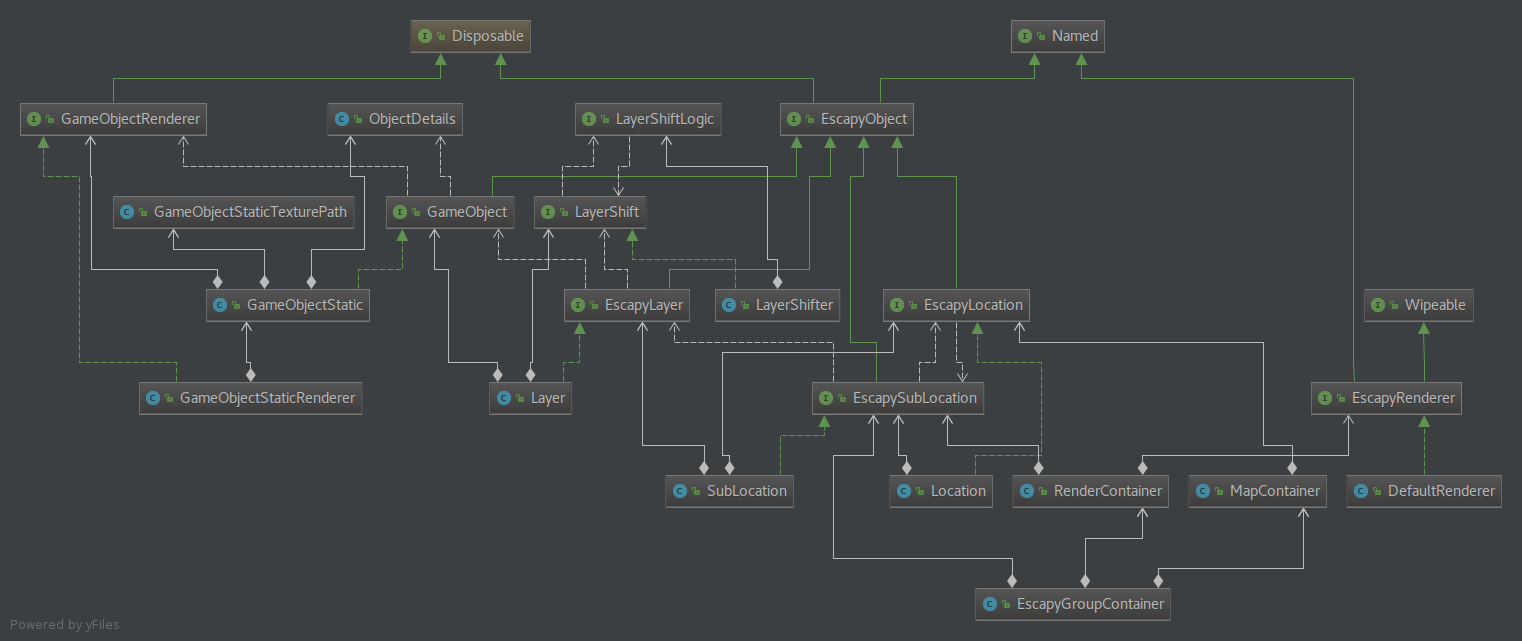 Disposable
Named
GameObjectRenderer
ObjectDetails
LayerShiftLogic
EscapyObject
GameObjectStaticTexturePath
GameObject
LayerShift
GameObjectStatic
EscapyLayer
LayerShifter
EscapyLocation
Wipeable
GameObjectStaticRenderer
Layer
EscapySubLocation
EscapyRenderer
SubLocation
Location
RenderContainer
MapContainer
DefaultRenderer
EscapyGroupContainer
Powered by yFiles